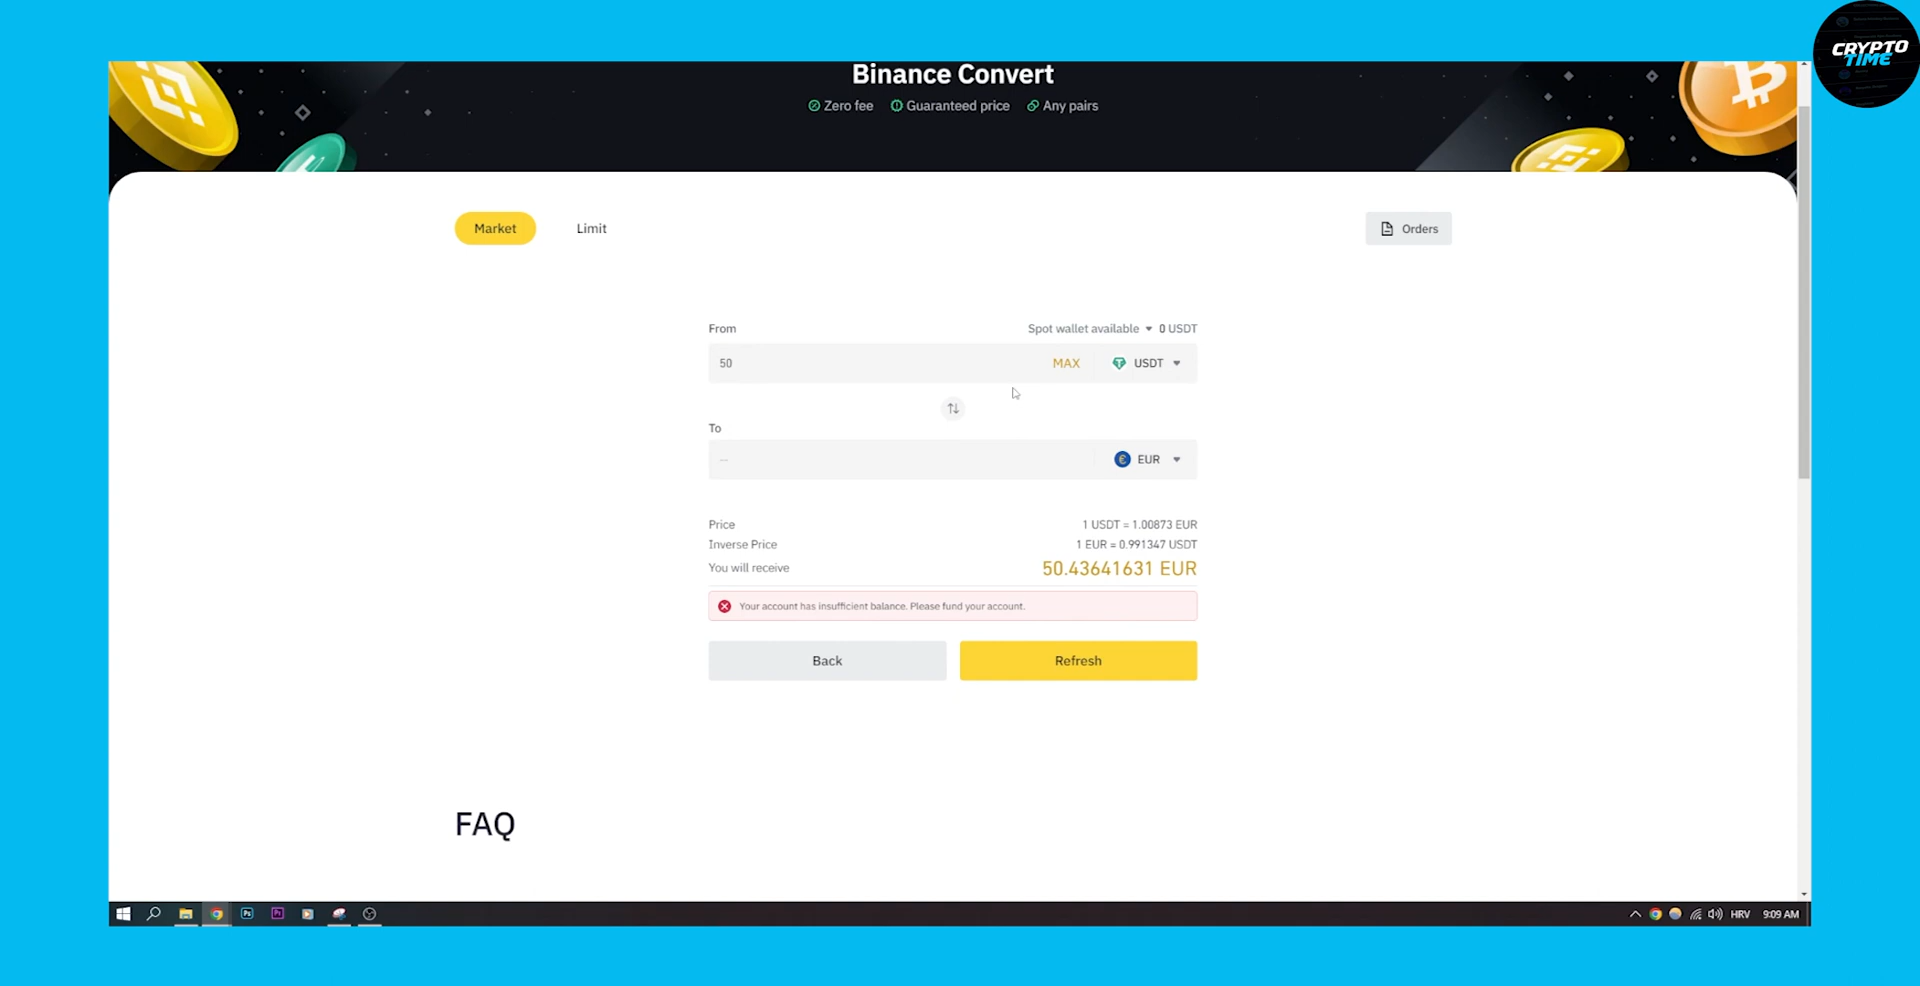 CRYPTO
TIME
Binance Convert
Zero fee Guaranteed price Any pairs
Market Limit Orders
From Spot wallet available 0 USDT
50 MAX USDT
To
-- EUR
Price 1 USDT = 1.00873 EUR
Inverse Price 1 EUR = 0.991347 USDT
You will receive 50.43641631 EUR
Your account has insufficient balance. Please fund your account.
Back Refresh
FAQ
Ps Pr HRV 9:09 AM